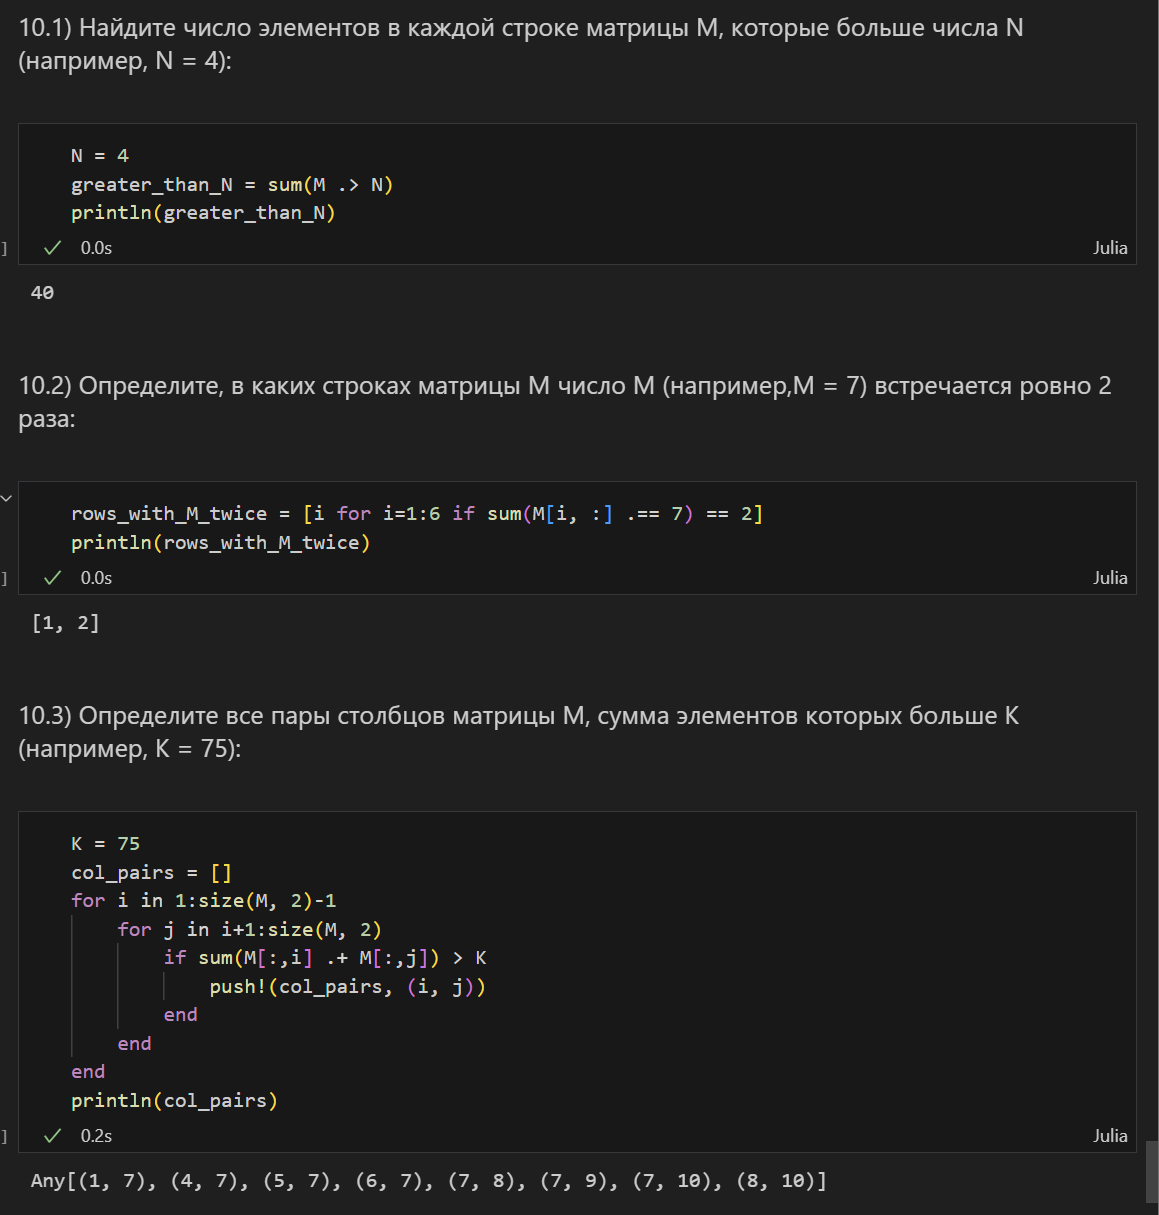 10.1) Найдите число элементов в каждой строке матрицы M, которые больше числа N
(например, N = 4):
N = 4
greater_than_N = sum(M .> N)
println(greater_than_N)
] 0.0s Julia
40
10.2) Определите, в каких строках матрицы M число M (например,M = 7) встречается ровно 2
раза:
rows_with_M_twice = [i for i=1:6 if sum(M[i, :] .== 7) == 2]
println(rows_with_M_twice)
] 0.0s Julia
[1, 2]
10.3) Определите все пары столбцов матрицы M, сумма элементов которых больше K
(например, K = 75):
K = 75
col_pairs = []
for i in 1:size(M, 2)-1
for j in i+1:size(M, 2)
if sum(M[:,i] .+ M[:,j]) > K
push!(col_pairs, (i, j))
end
end
end
println(col_pairs)
] 0.2s Julia
Any[(1, 7), (4, 7), (5, 7), (6, 7), (7, 8), (7, 9), (7, 10), (8, 10)]